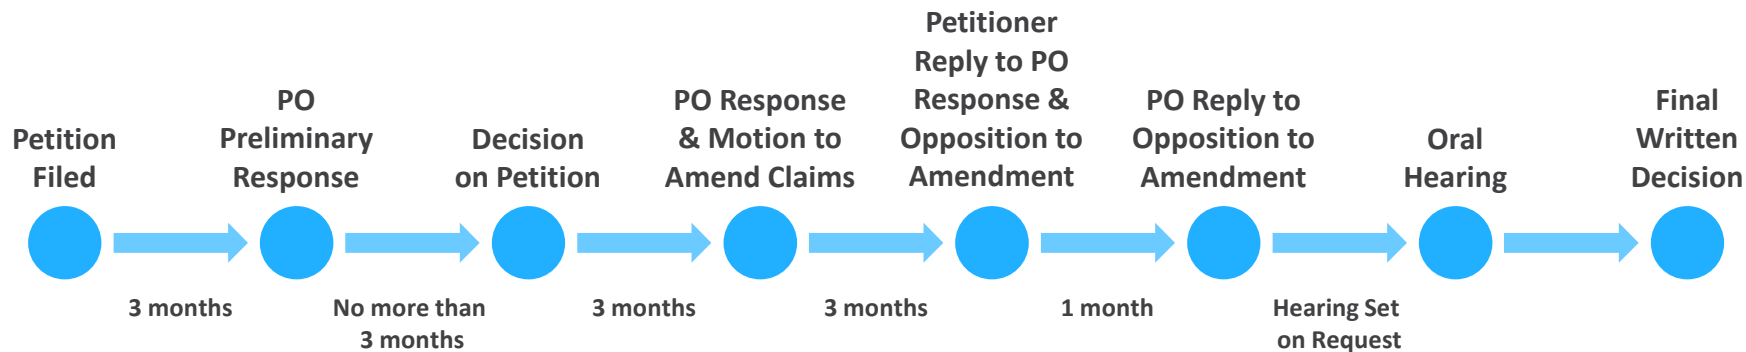 Petition
Filed
PO
Preliminary
Response
Decision
on Petition
PO Response
& Motion to
Amend Claims
Petitioner
Reply to PO
Response &
Opposition to
Amendment
PO Reply to
Opposition to
Amendment
Oral
Hearing
Final
Written
Decision
3 months
No more than
3 months
3 months
3 months
1 month
Hearing Set
on Request